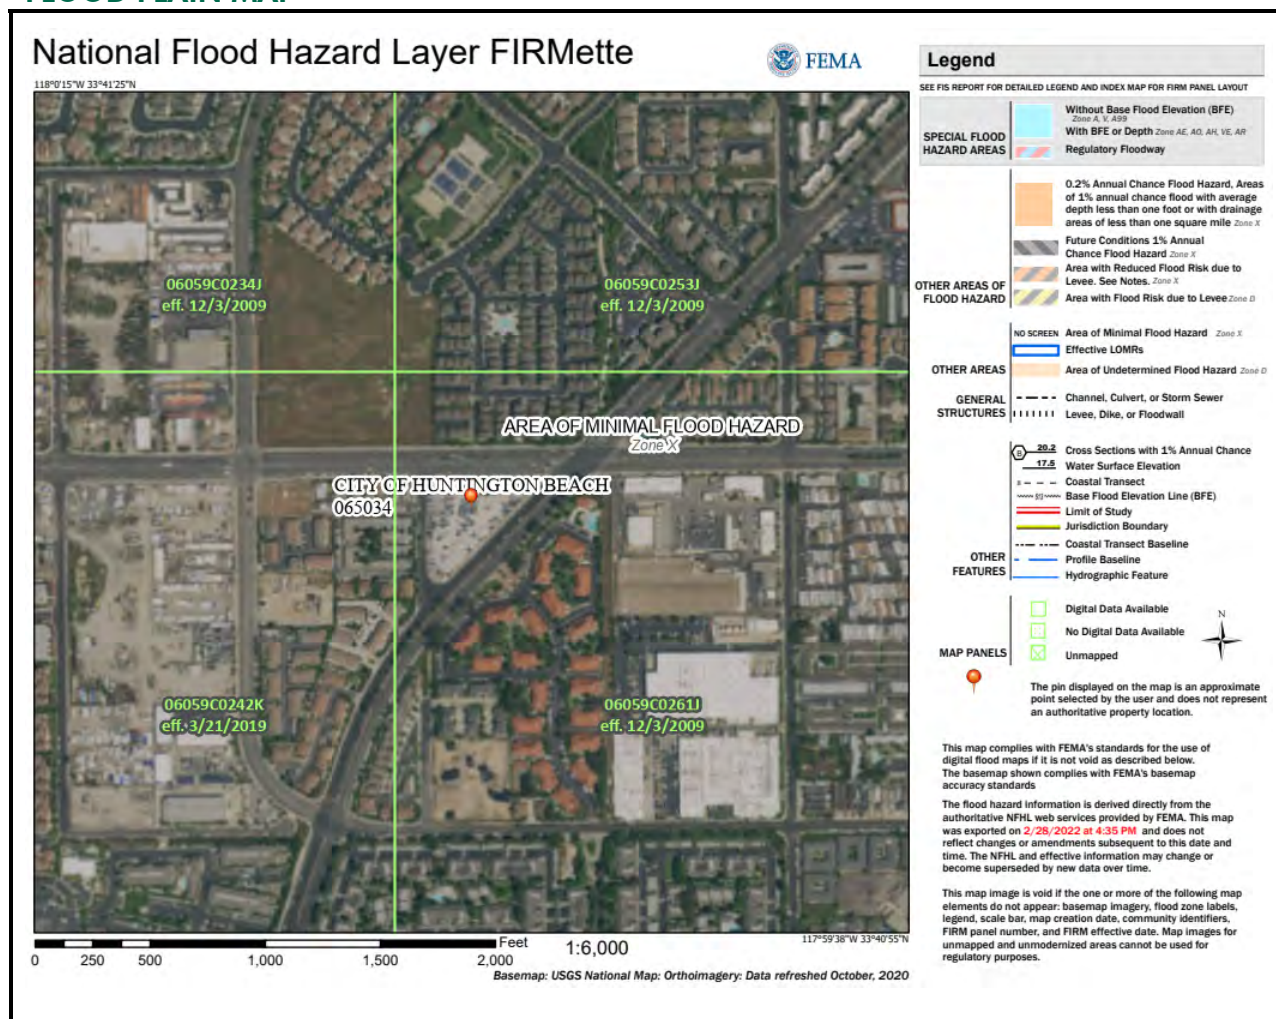 FLOOD PLAIN MAP
National Flood Hazard Layer FIRMette
FEMA
118°0'15"W 33°41'25"N
06059C0234J
eff. 12/3/2009
06059C0253J
eff. 12/3/2009
AREA OF MINIMAL FLOOD HAZARD
Zone X
CITY OF HUNTINGTON BEACH
065034
06059C0242K
eff. 3/21/2019
06059C0261J
eff. 12/3/2009
117°59'38"W 33°40'55"N
0 250 500 1,000 1,500 2,000
Feet
1:6,000
Basemap: USGS National Map: Orthoimagery: Data refreshed October, 2020
Legend
SEE FIS REPORT FOR DETAILED LEGEND AND INDEX MAP FOR FIRM PANEL LAYOUT
SPECIAL FLOOD
HAZARD AREAS
Without Base Flood Elevation (BFE)
Zone A, V, A99
With BFE or Depth Zone AE, AO, AH, VE, AR
Regulatory Floodway
OTHER AREAS OF
FLOOD HAZARD
0.2% Annual Chance Flood Hazard, Areas
of 1% annual chance flood with average
depth less than one foot or with drainage
areas of less than one square mile Zone X
Future Conditions 1% Annual
Chance Flood Hazard Zone X
Area with Reduced Flood Risk due to
Levee. See Notes. Zone X
Area with Flood Risk due to Levee Zone D
OTHER AREAS
NO SCREEN Area of Minimal Flood Hazard Zone X
Effective LOMRs
Area of Undetermined Flood Hazard Zone D
GENERAL
STRUCTURES
Channel, Culvert, or Storm Sewer
Levee, Dike, or Floodwall
OTHER
FEATURES
B 20.2 Cross Sections with 1% Annual Chance
17.5 Water Surface Elevation
8 Coastal Transect
513 Base Flood Elevation Line (BFE)
Limit of Study
Jurisdiction Boundary
Coastal Transect Baseline
Profile Baseline
Hydrographic Feature
MAP PANELS
Digital Data Available
No Digital Data Available
Unmapped
N
The pin displayed on the map is an approximate
point selected by the user and does not represent
an authoritative property location.
This map complies with FEMA's standards for the use of
digital flood maps if it is not void as described below.
The basemap shown complies with FEMA's basemap
accuracy standards
The flood hazard information is derived directly from the
authoritative NFHL web services provided by FEMA. This map
was exported on 2/28/2022 at 4:35 PM and does not
reflect changes or amendments subsequent to this date and
time. The NFHL and effective information may change or
become superseded by new data over time.
This map image is void if the one or more of the following map
elements do not appear: basemap imagery, flood zone labels,
legend, scale bar, map creation date, community identifiers,
FIRM panel number, and FIRM effective date. Map images for
unmapped and unmodernized areas cannot be used for
regulatory purposes.